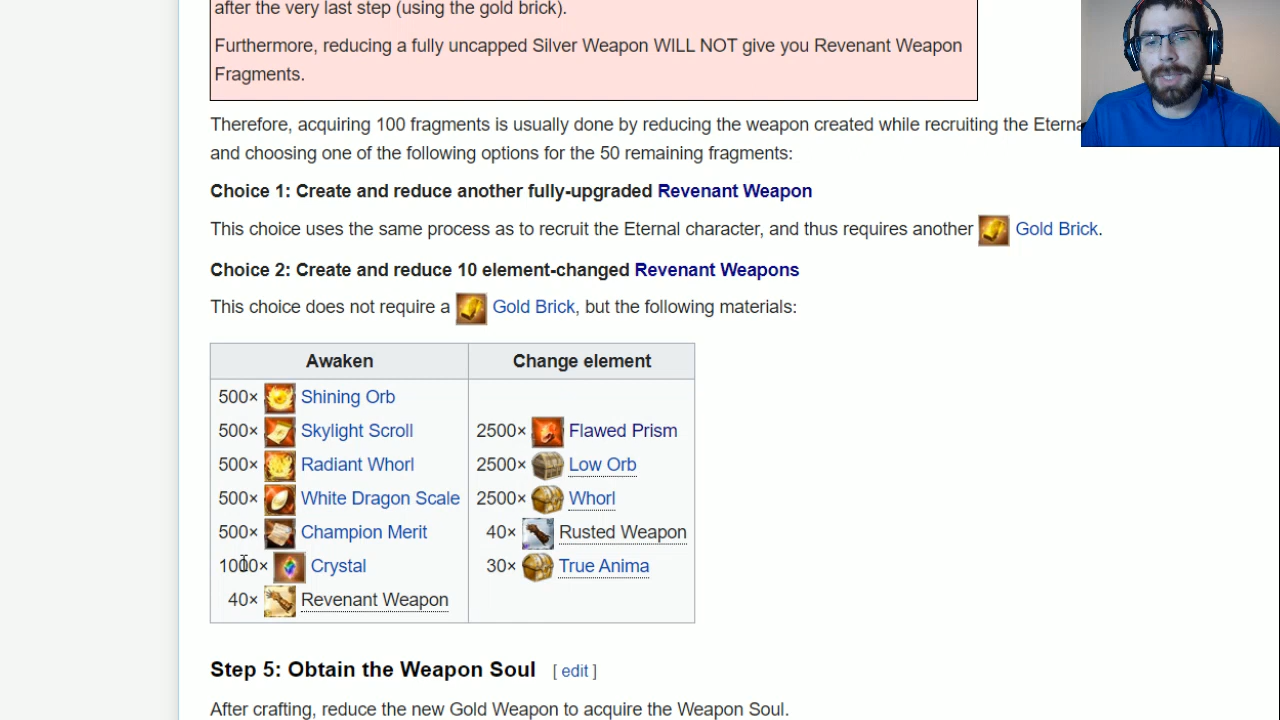 after the very last step (using the gold brick).
Furthermore, reducing a fully uncapped Silver Weapon WILL NOT give you Revenant Weapon
Fragments.
Therefore, acquiring 100 fragments is usually done by reducing the weapon created while recruiting the
and choosing one of the following options for the 50 remaining fragments:
Choice 1: Create and reduce another fully-upgraded Revenant Weapon
This choice uses the same process as to recruit the Eternal character, and thus requires another Gold Brick.
Choice 2: Create and reduce 10 element-changed Revenant Weapons
This choice does not require a Gold Brick, but the following materials:
Awaken Change element
500× Shining Orb
500× Skylight Scroll 2500× Flawed Prism
500× Radiant Whorl 2500× Low Orb
500× White Dragon Scale 2500× Whorl
500× Champion Merit 40× Rusted Weapon
Crystal 30× True Anima
40× Revenant Weapon
Step 5: Obtain the Weapon Soul [ edit ]
After crafting, reduce the new Gold Weapon to acquire the Weapon Soul.